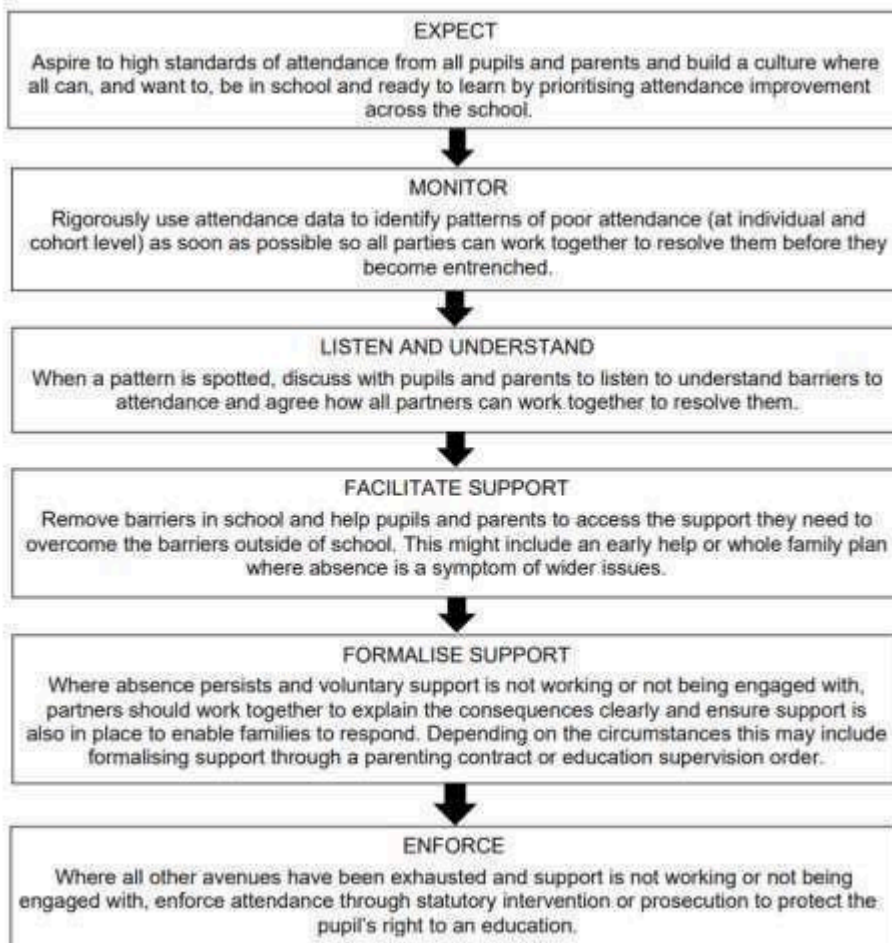 EXPECT
Aspire to high standards of attendance from all pupils and parents and build a culture where
all can, and want to, be in school and ready to learn by prioritising attendance improvement
across the school.
MONITOR
Rigorously use attendance data to identify patterns of poor attendance (at individual and
cohort level) as soon as possible so all parties can work together to resolve them before they
become entrenched.
LISTEN AND UNDERSTAND
When a pattern is spotted, discuss with pupils and parents to listen to understand barriers to
attendance and agree how all partners can work together to resolve them.
FACILITATE SUPPORT
Remove barriers in school and help pupils and parents to access the support they need to
overcome the barriers outside of school. This might include an early help or whole family plan
where absence is a symptom of wider issues.
FORMALISE SUPPORT
Where absence persists and voluntary support is not working or not being engaged with,
partners should work together to explain the consequences clearly and ensure support is
also in place to enable families to respond. Depending on the circumstances this may include
formalising support through a parenting contract or education supervision order.
ENFORCE
Where all other avenues have been exhausted and support is not working or not being
engaged with, enforce attendance through statutory intervention or prosecution to protect the
pupil's right to an education.